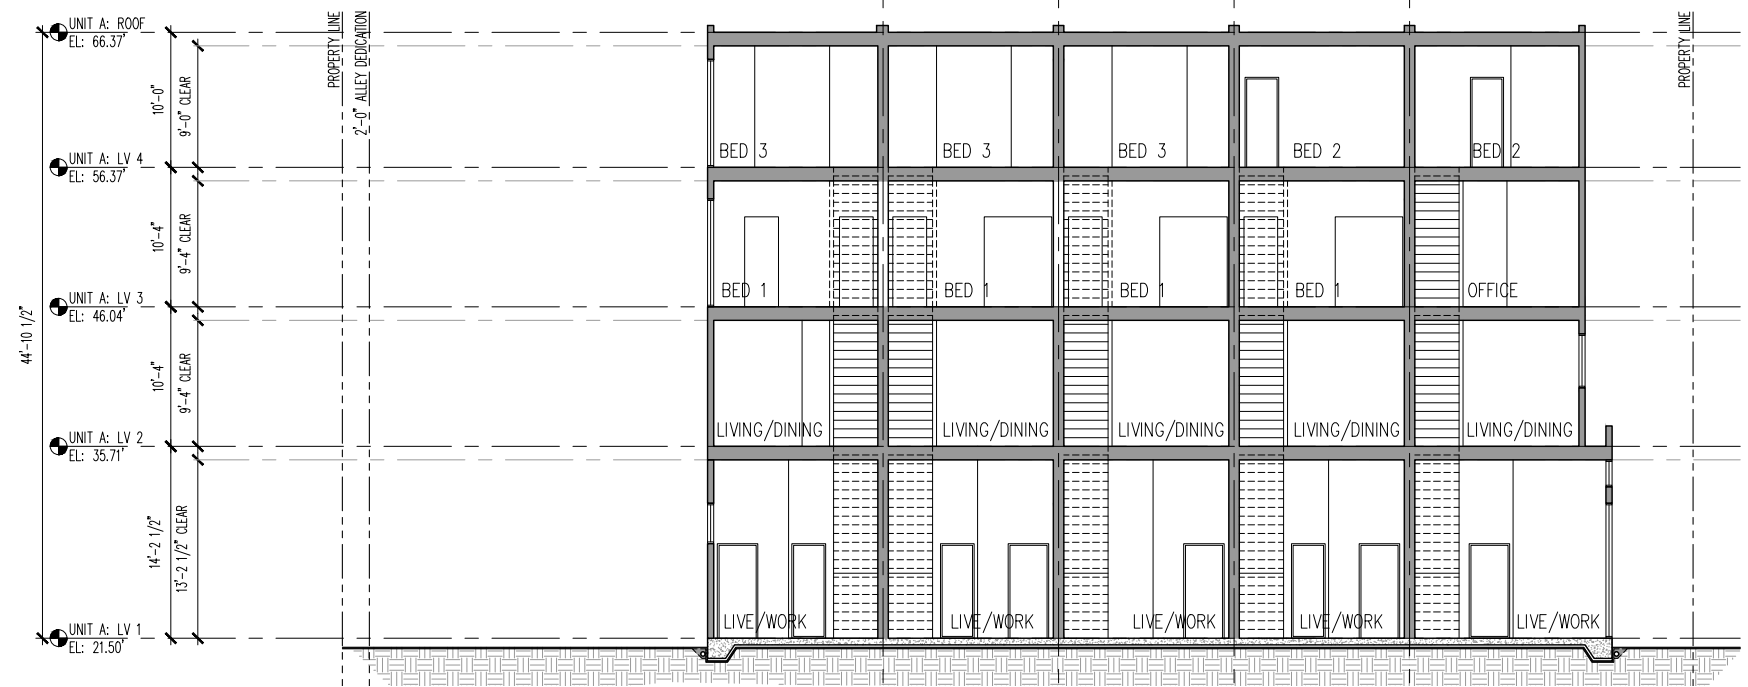 UNIT A: ROOF
EL: 66.37'
PROPERTY LINE
2'-0" ALLEY DEDICATION
PROPERTY LINE
10'-0"
9'-0" CLEAR
BED 3
BED 3
BED 3
BED 2
BED 2
UNIT A: LV 4
EL: 56.37'
10'-4"
9'-4" CLEAR
BED 1
BED 1
BED 1
BED 1
OFFICE
UNIT A: LV 3
EL: 46.04'
44'-10 1/2"
10'-4"
9'-4" CLEAR
LIVING/DINING
LIVING/DINING
LIVING/DINING
LIVING/DINING
LIVING/DINING
UNIT A: LV 2
EL: 35.71'
14'-2 1/2"
13'-2 1/2" CLEAR
LIVE/WORK
LIVE/WORK
LIVE/WORK
LIVE/WORK
LIVE/WORK
UNIT A: LV 1
EL: 21.50'